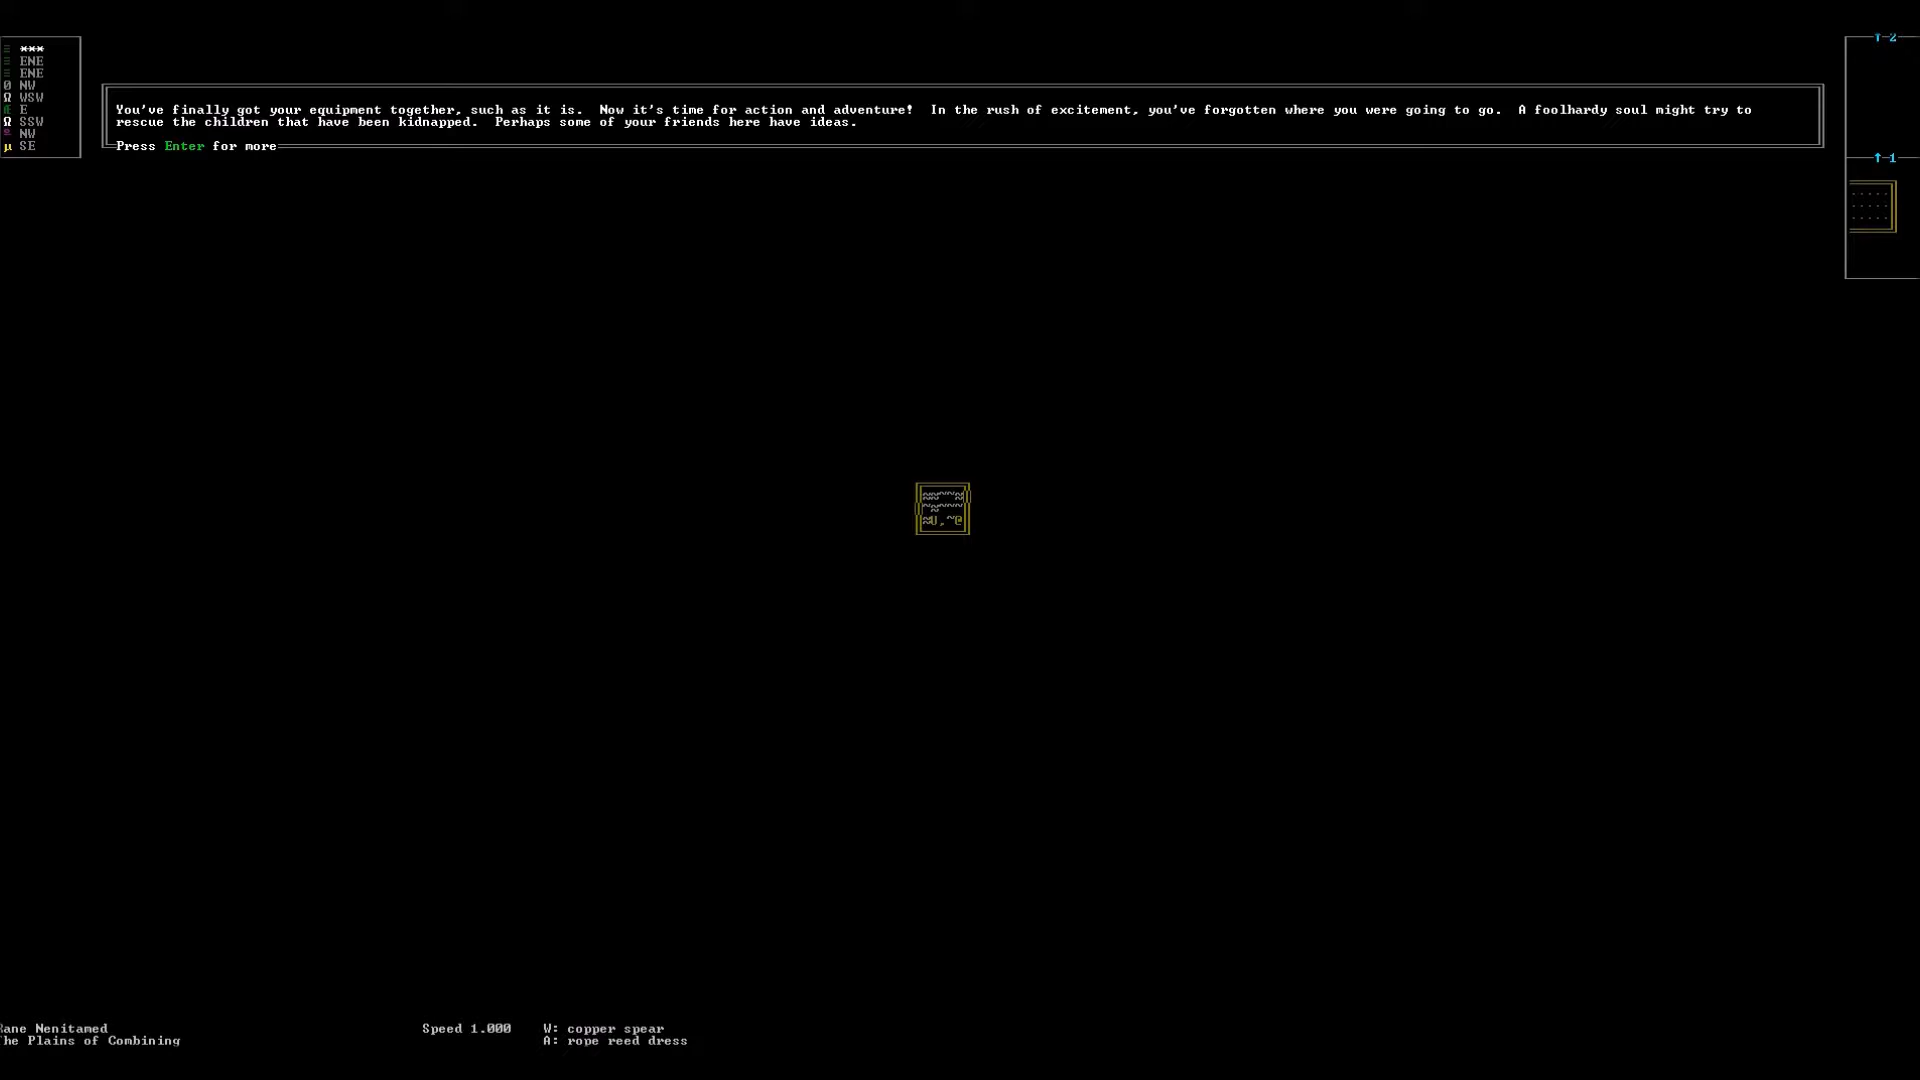 ↑ 2
≡ ***
≡ ENE
≡ ENE
0 NW
Ω WSW
Æ E
Ω SSW
º NW
µ SE
You've finally got your equipment together, such as it is.  Now it's time for action and adventure!  In the rush of excitement, you've forgotten where you were going to go.  A foolhardy soul might try to
rescue the children that have been kidnapped.  Perhaps some of your friends here have ideas.
Press Enter for more
↑ 1
ane Nenitamed
he Plains of Combining
Speed 1.000
W: copper spear
A: rope reed dress